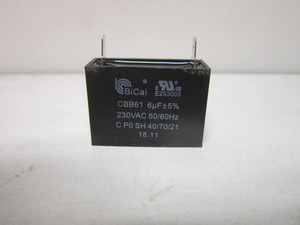 BiCai
E253005
CBB61 6µF±5%
230VAC 50/60Hz
C P0 SH 40/70/21
18.11